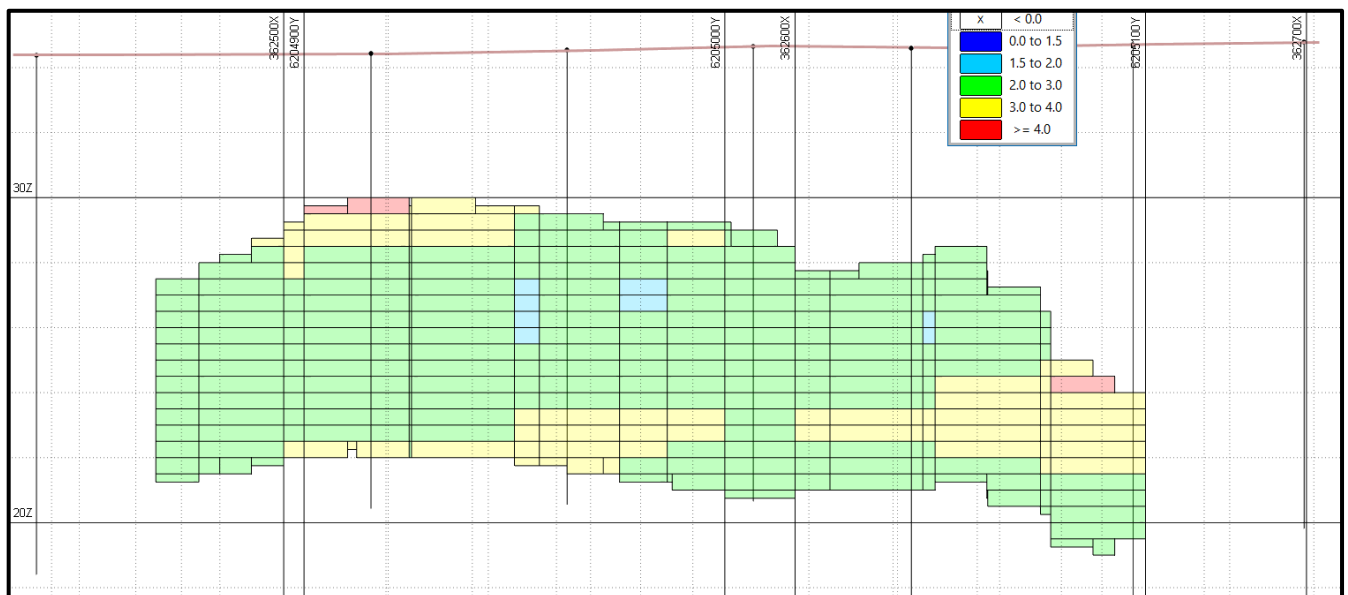 362500X
6204900Y
6205000Y
362600X
6205100Y
362700X
x < 0.0
0.0 to 1.5
1.5 to 2.0
2.0 to 3.0
3.0 to 4.0
>= 4.0
30Z
20Z